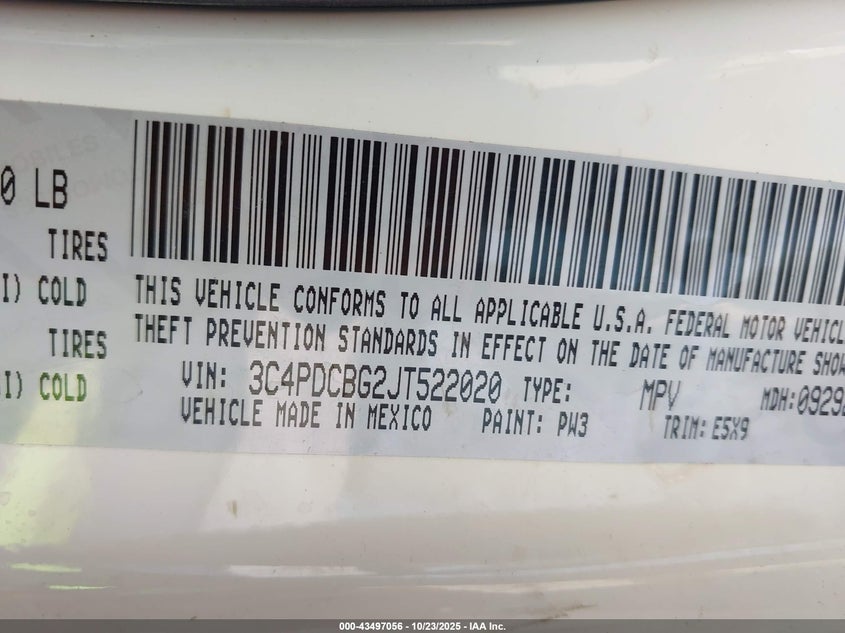 0 LB
TIRES
I) COLD
TIRES
SI) COLD
THIS VEHICLE CONFORMS TO ALL APPLICABLE U.S.A. FEDERAL MOTOR VEHICL
THEFT PREVENTION STANDARDS IN EFFECT ON THE DATE OF MANUFACTURE SHOW
VIN: 3C4PDCBG2JT522020 TYPE: MPV MDH:0929
VEHICLE MADE IN MEXICO PAINT: PW3 TRIM: E5X9
000-43497056 - 10/23/2025 - IAA Inc.